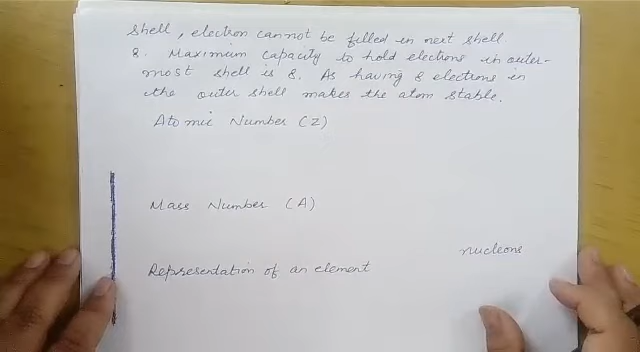 shell, electron cannot be filled in next shell.
8. Maximum capacity to hold elections in outer-
most shell is 8. As having 8 electrons in
the outer shell makes the atom stable.
Atomic Number (Z)
Mass Number (A)
nucleons
Representation of an element